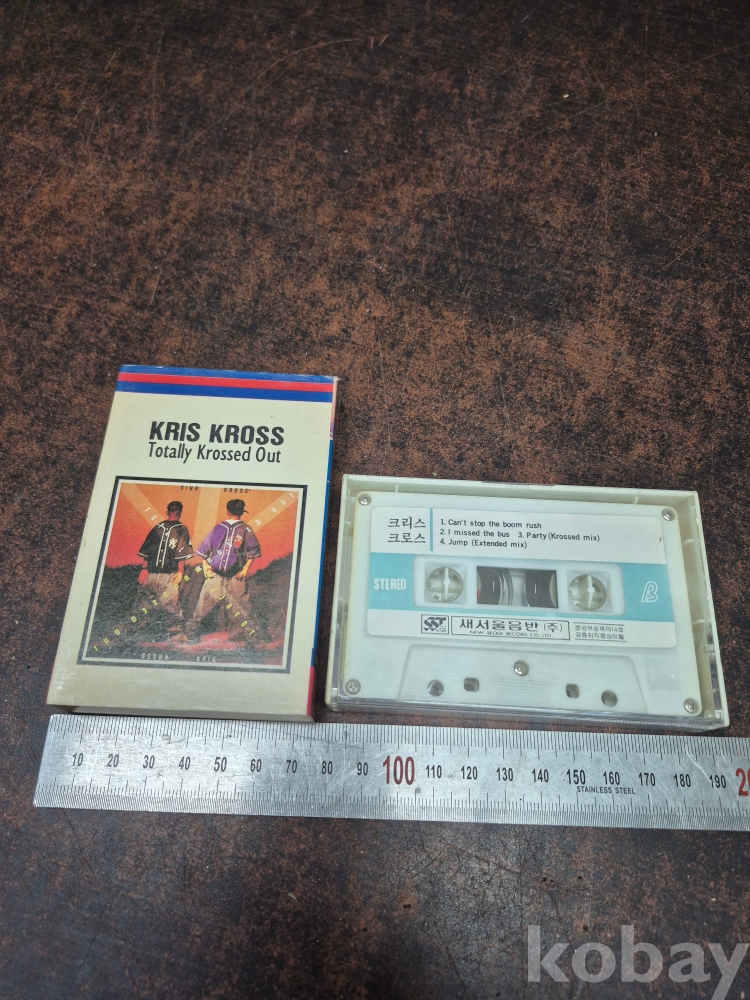 KRIS KROSS
Totally Krossed Out
KRIS KROSS
크리스
크로스
1. Can't stop the boom rush
2. I missed the bus 3. Party (Krossed mix)
4. Jump (Extended mix)
STEREO
B
SST
새서울음반 (주)
NEW SEOUL RECORD CO., LTD.
10 20 30 40 50 60 70 80 90 100 110 120 130 140 150 160 170 180 190
STAINLESS STEEL
kobay